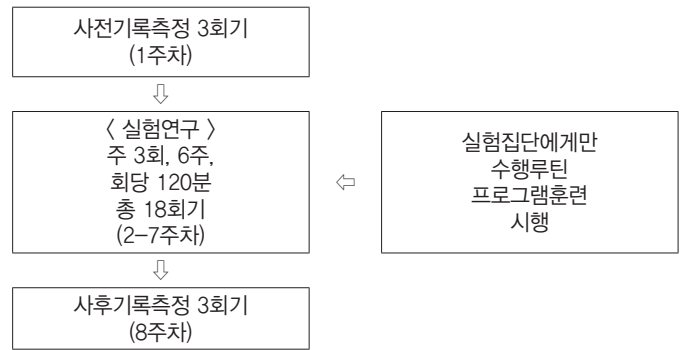 사전기록측정 3회기
(1주차)
⇩
〈 실험연구 〉
주 3회, 6주,
회당 120분
총 18회기
(2-7주차)
⇦
실험집단에게만
수행루틴
프로그램훈련
시행
⇩
사후기록측정 3회기
(8주차)